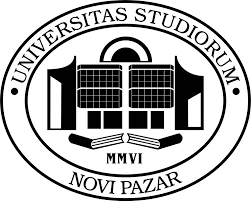 • UNIVERSITAS STUDIORUM •
MMVI
NOVI PAZAR